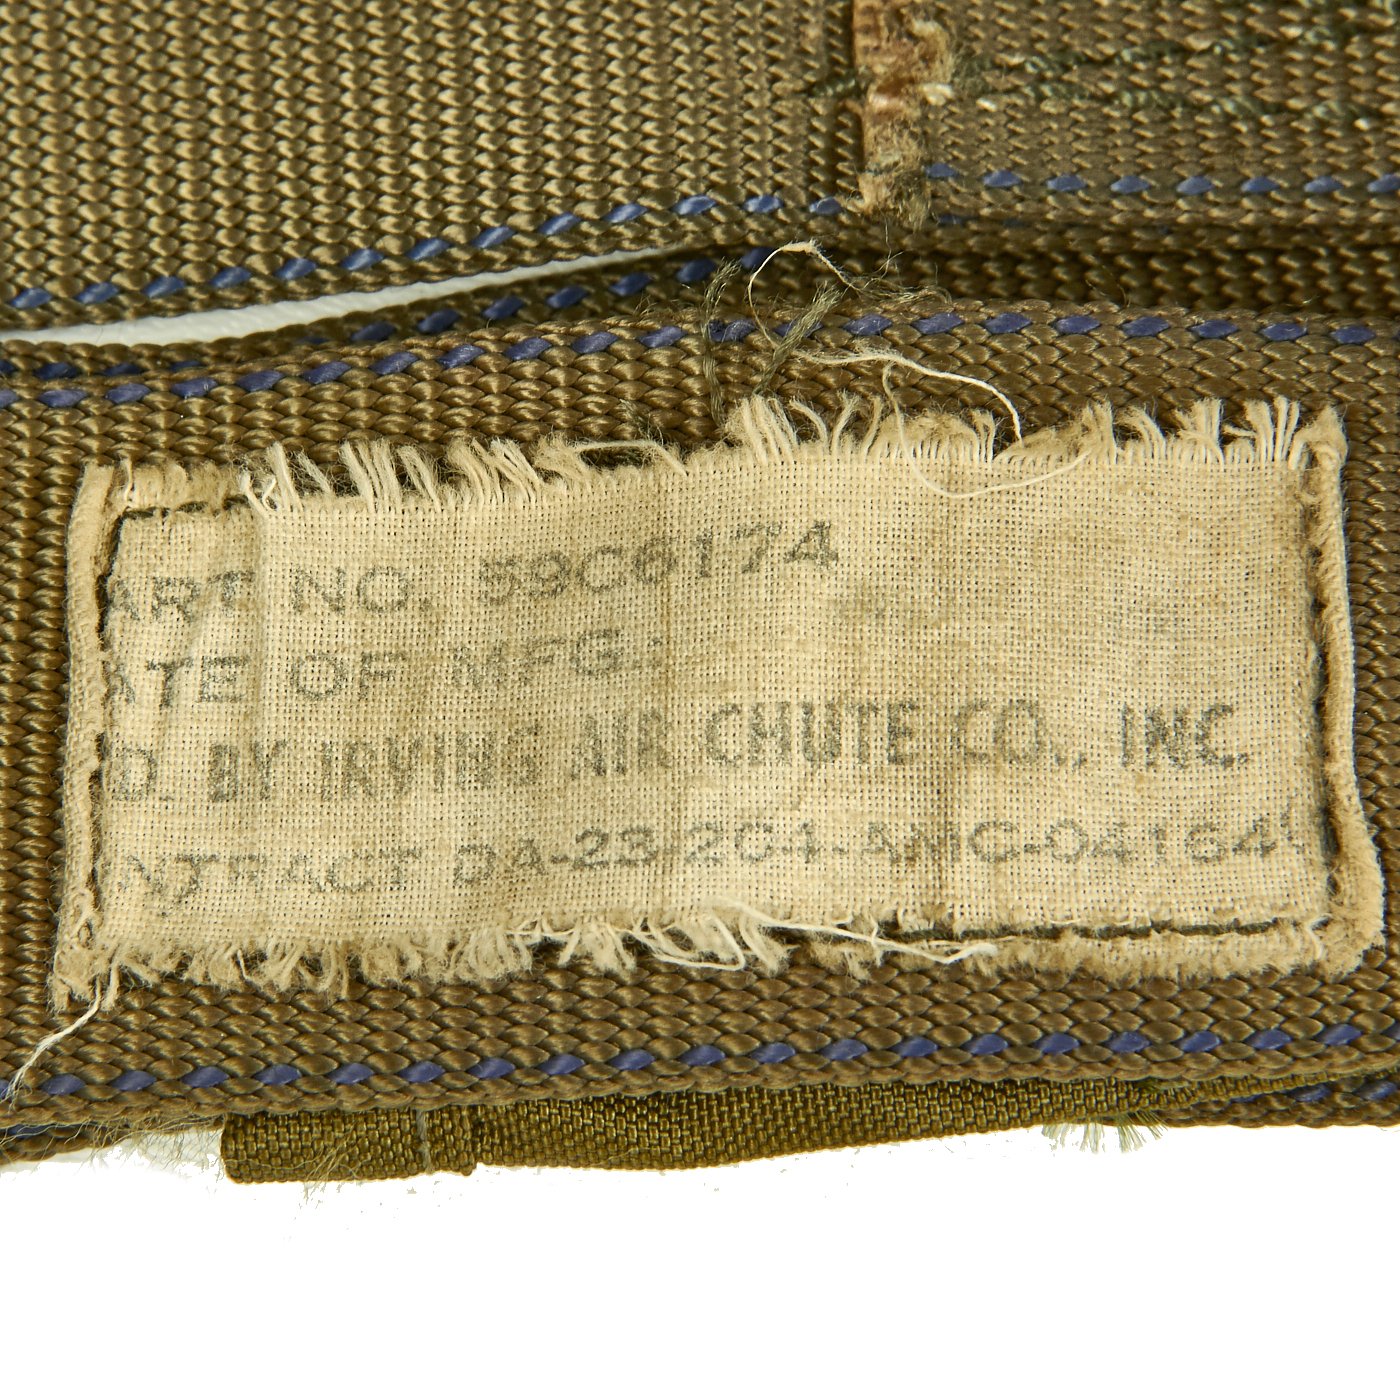 ART NO. 59C6174
ATE OF MFG.:
D. BY IRVING AIR CHUTE CO., INC.
NTRACT DA-23-204-AMC-04164